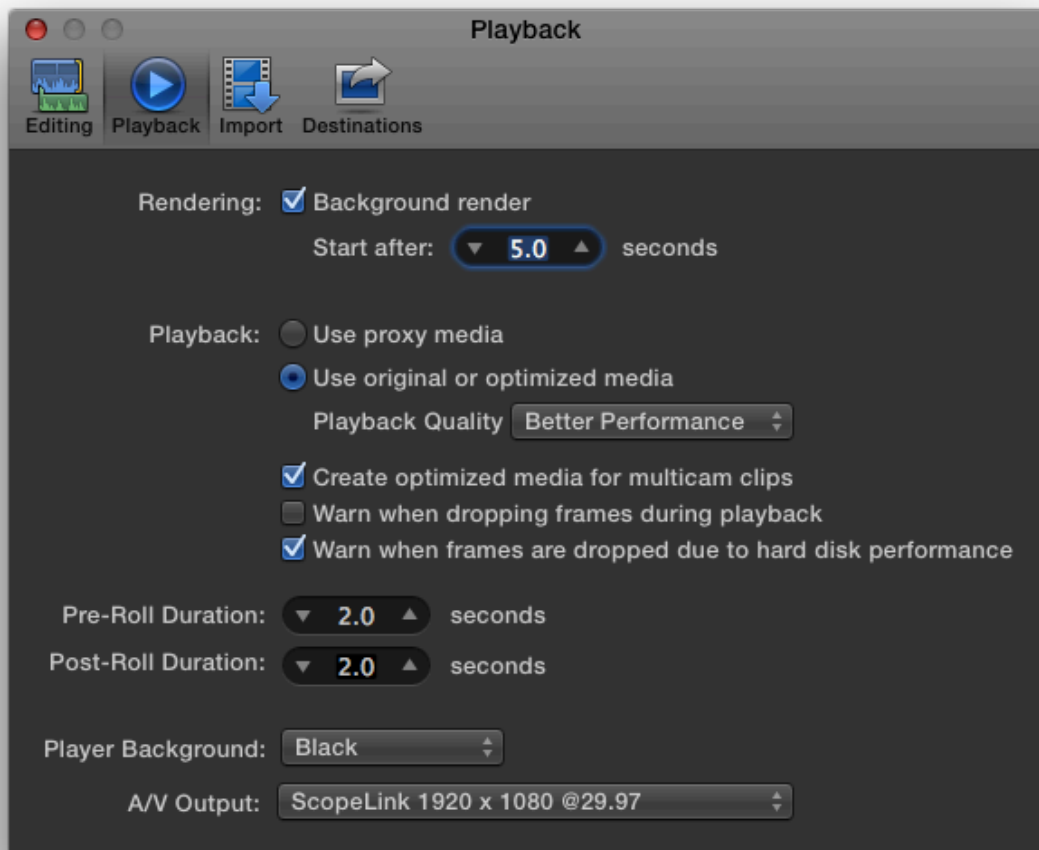 Playback
Editing Playback Import Destinations
Rendering: Background render
Start after: 5.0 seconds
Playback: Use proxy media
Use original or optimized media
Playback Quality Better Performance
Create optimized media for multicam clips
Warn when dropping frames during playback
Warn when frames are dropped due to hard disk performance
Pre-Roll Duration: 2.0 seconds
Post-Roll Duration: 2.0 seconds
Player Background: Black
A/V Output: ScopeLink 1920 x 1080 @29.97